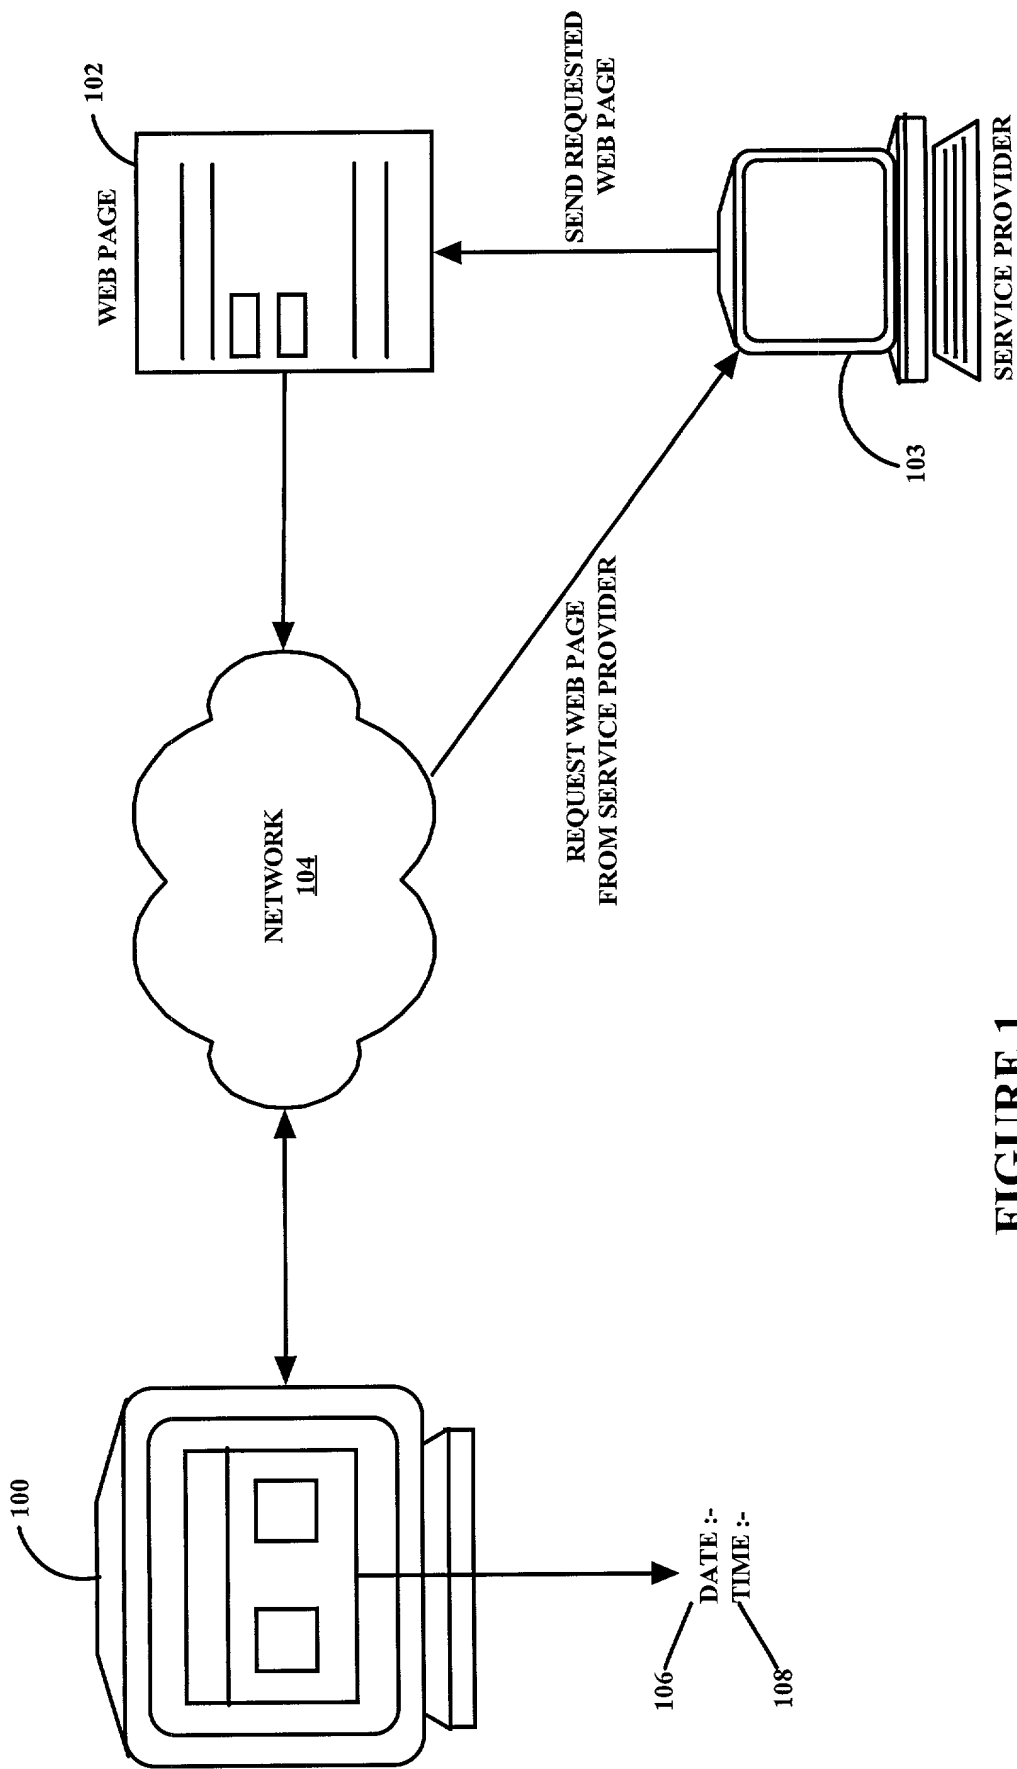 100
WEB PAGE
102
NETWORK
104
REQUEST WEB PAGE
FROM SERVICE PROVIDER
SEND REQUESTED
WEB PAGE
106
DATE :-
TIME :-
108
103
SERVICE PROVIDER
FIGURE 1